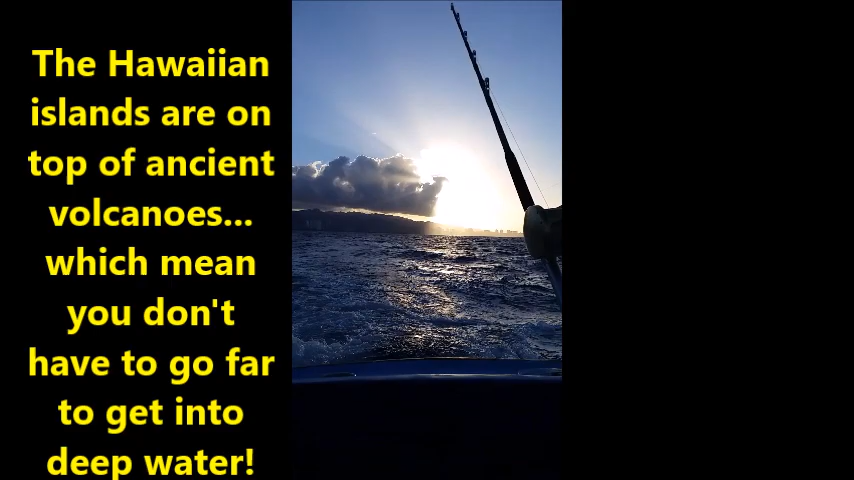 The Hawaiian
islands are on
top of ancient
volcanoes...
which mean
you don't
have to go far
to get into
deep water!